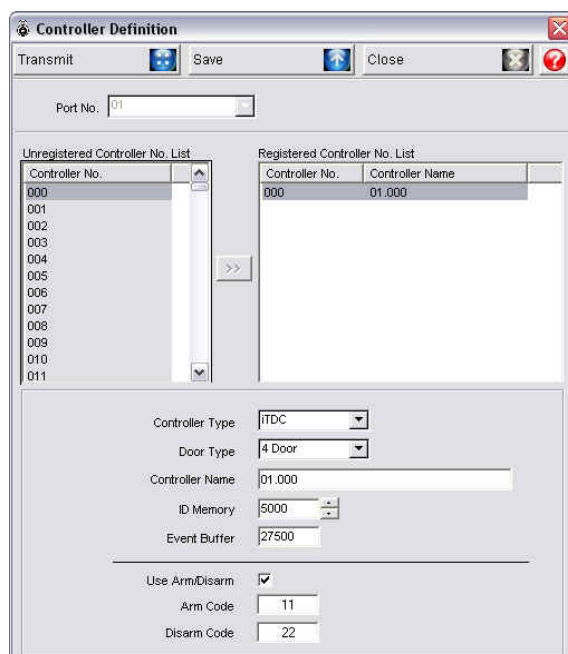 Controller Definition
Transmit Save Close
Port No. 01
Unregistered Controller No. List Registered Controller No. List
Controller No. Controller No. Controller Name
000 000 01.000
001
002
003
004
005
006 >>
007
008
009
010
011
Controller Type iTDC
Door Type 4 Door
Controller Name 01.000
ID Memory 5000
Event Buffer 27500
Use Arm/Disarm
Arm Code 11
Disarm Code 22